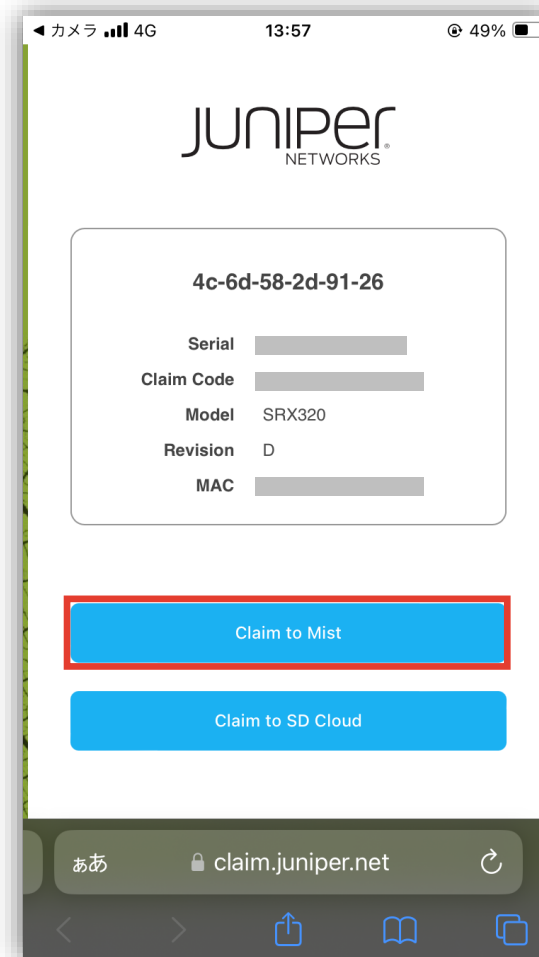 ◀ カメラ 4G 13:57 49%
JUNIPEr
NETWORKS
4c-6d-58-2d-91-26
Serial
Claim Code
Model SRX320
Revision D
MAC
Claim to Mist
Claim to SD Cloud
ぁあ claim.juniper.net